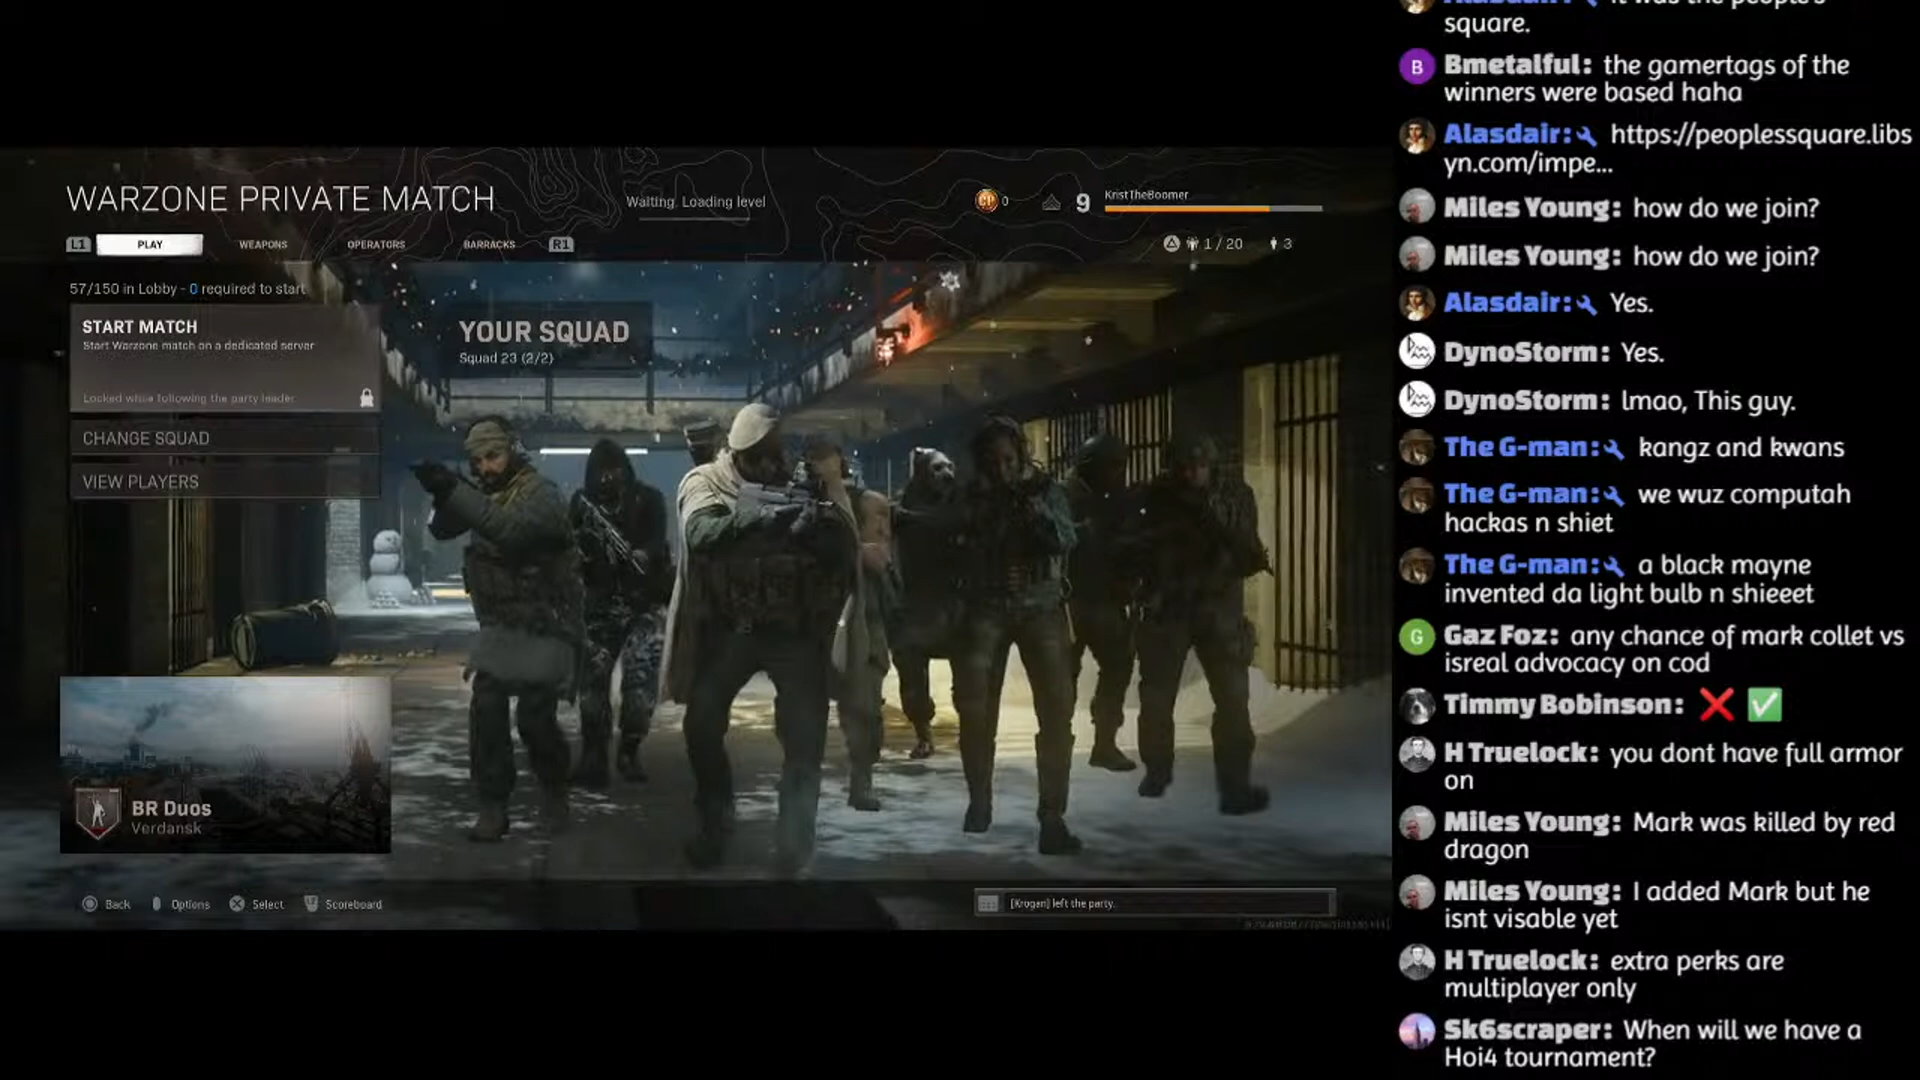 WARZONE PRIVATE MATCH
Waiting. Loading level
0
9
KristTheBoomer
L1
PLAY
WEAPONS
OPERATORS
BARRACKS
R1
1 / 20
3
57/150 in Lobby - 0 required to start
START MATCH
Start Warzone match on a dedicated server
Locked while following the party leader
CHANGE SQUAD
VIEW PLAYERS
YOUR SQUAD
Squad 23 (2/2)
BR Duos
Verdansk
Back
Options
Select
Scoreboard
[Krogan] left the party.
Alasdair: it was the people's
square.
Bmetalful: the gamertags of the
winners were based haha
Alasdair: https://peoplessquare.libs
yn.com/impe...
Miles Young: how do we join?
Miles Young: how do we join?
Alasdair: Yes.
DynoStorm: Yes.
DynoStorm: lmao, This guy.
The G-man: kangz and kwans
The G-man: we wuz computah
hackas n shiet
The G-man: a black mayne
invented da light bulb n shieeet
Gaz Foz: any chance of mark collet vs
isreal advocacy on cod
Timmy Bobinson: ❌ ✅
H Truelock: you dont have full armor
on
Miles Young: Mark was killed by red
dragon
Miles Young: I added Mark but he
isnt visable yet
H Truelock: extra perks are
multiplayer only
Sk6scraper: When will we have a
Hoi4 tournament?